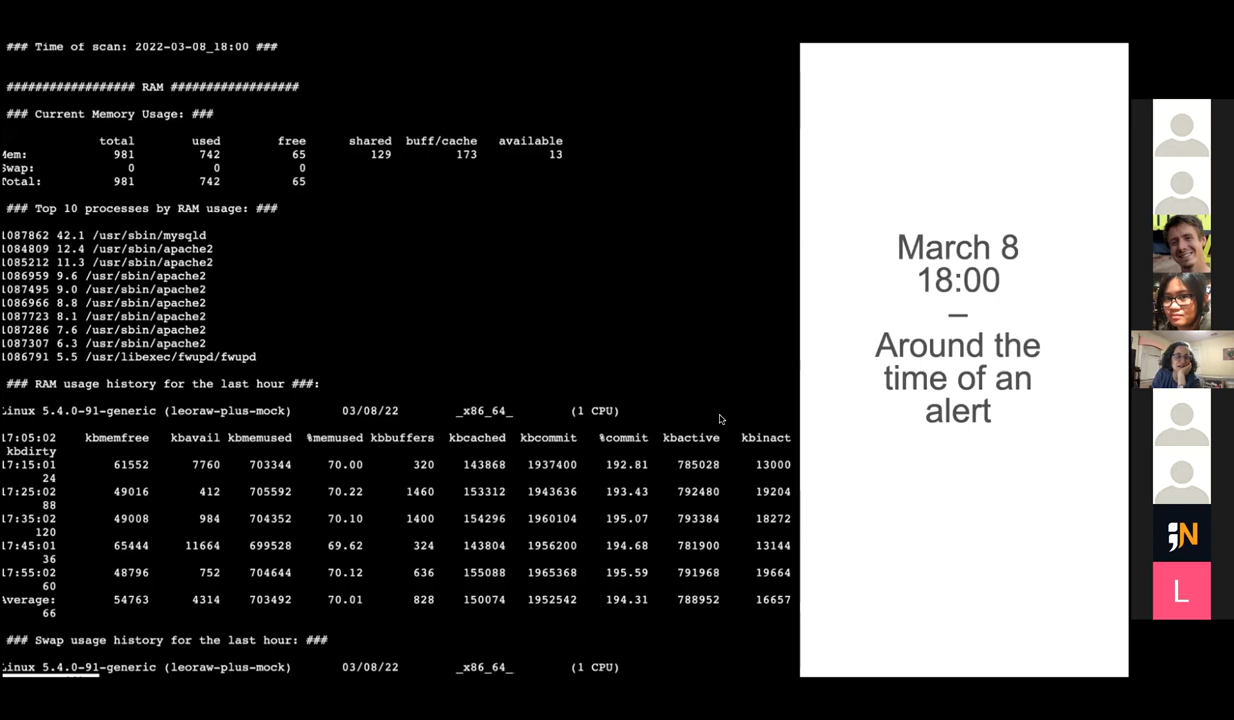 ### Time of scan: 2022-03-08_18:00 ###
################## RAM ##################
### Current Memory Usage: ###
total used free shared buff/cache available
Mem: 981 742 65 129 173 13
Swap: 0 0 0
Total: 981 742 65
### Top 10 processes by RAM usage: ###
1087862 42.1 /usr/sbin/mysqld
1084809 12.4 /usr/sbin/apache2
1085212 11.3 /usr/sbin/apache2
1086959 9.6 /usr/sbin/apache2
1087495 9.0 /usr/sbin/apache2
1086966 8.8 /usr/sbin/apache2
1087723 8.1 /usr/sbin/apache2
1087286 7.6 /usr/sbin/apache2
1087307 6.3 /usr/sbin/apache2
1086791 5.5 /usr/libexec/fwupd/fwupd
### RAM usage history for the last hour ###:
Linux 5.4.0-91-generic (leoraw-plus-mock) 03/08/22 _x86_64_ (1 CPU)
17:05:02 kbmemfree kbavail kbmemused %memused kbbuffers kbcached kbcommit %commit kbactive kbinact
kbdirty
17:15:01 61552 7760 703344 70.00 320 143868 1937400 192.81 785028 13000
24
17:25:02 49016 412 705592 70.22 1460 153312 1943636 193.43 792480 19204
88
17:35:02 49008 984 704352 70.10 1400 154296 1960104 195.07 793384 18272
120
17:45:01 65444 11664 699528 69.62 324 143804 1956200 194.68 781900 13144
36
17:55:02 48796 752 704644 70.12 636 155088 1965368 195.59 791968 19664
60
Average: 54763 4314 703492 70.01 828 150074 1952542 194.31 788952 16657
66
### Swap usage history for the last hour: ###
Linux 5.4.0-91-generic (leoraw-plus-mock) 03/08/22 _x86_64_ (1 CPU)
March 8
18:00
–
Around the
time of an
alert
;N
L